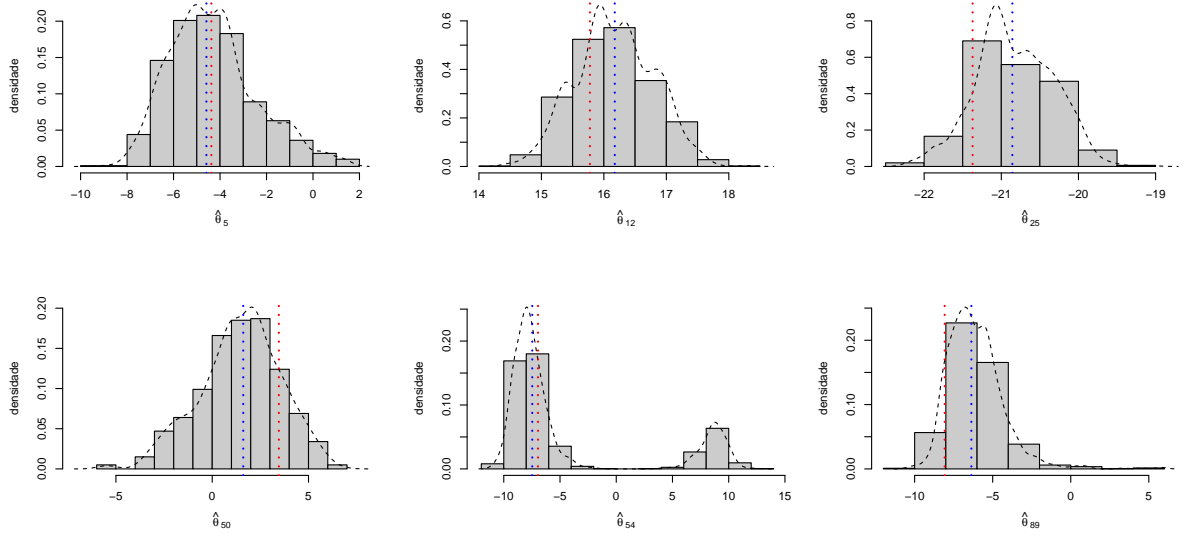 densidade
0.00 0.05 0.10 0.15 0.20
−10 −8 −6 −4 −2 0 2
θ̂5
densidade
0.0 0.2 0.4 0.6
14 15 16 17 18
θ̂12
densidade
0.0 0.2 0.4 0.6 0.8
−22 −21 −20 −19
θ̂25
densidade
0.00 0.05 0.10 0.15 0.20
−5 0 5
θ̂50
densidade
0.00 0.10 0.20
−10 −5 0 5 10 15
θ̂54
densidade
0.00 0.10 0.20
−10 −5 0 5
θ̂89